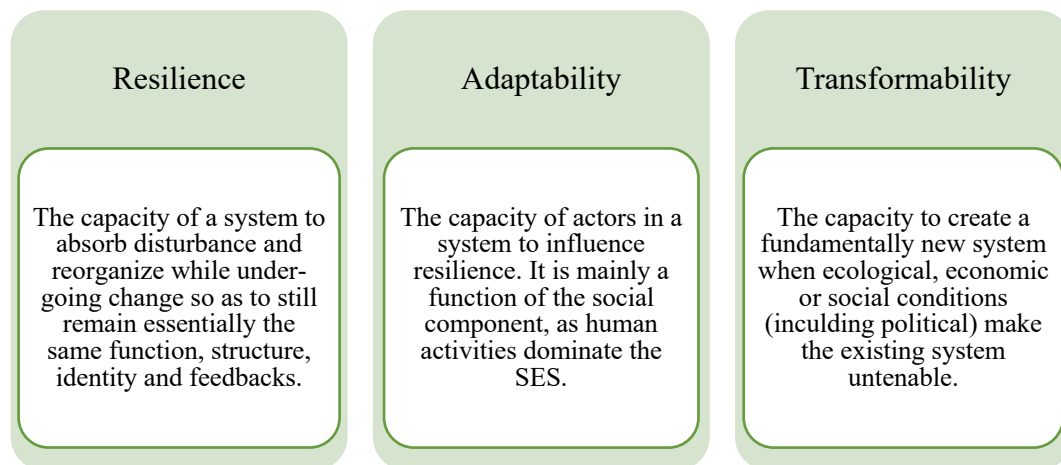 Resilience
The capacity of a system to
absorb disturbance and
reorganize while under-
going change so as to still
remain essentially the
same function, structure,
identity and feedbacks.
Adaptability
The capacity of actors in a
system to influence
resilience. It is mainly a
function of the social
component, as human
activities dominate the
SES.
Transformability
The capacity to create a
fundamentally new system
when ecological, economic
or social conditions
(inculding political) make
the existing system
untenable.